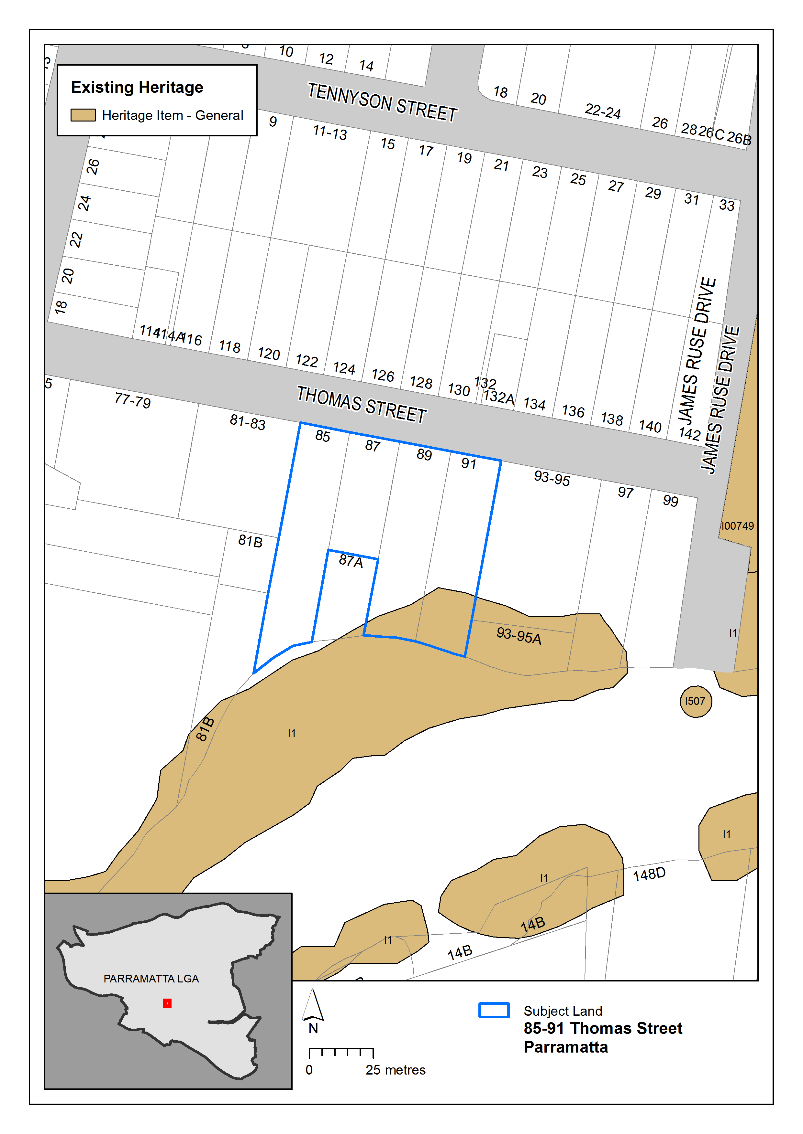 10
12
14
Existing Heritage
Heritage Item - General
TENNYSON STREET
18
20
22-24
26
28
26C
26B
9
11-13
15
17
19
21
23
25
27
29
31
33
26
24
22
20
18
114
114A
116
118
120
122
124
126
128
130
132
132A
134
136
138
140
142
JAMES RUSE DRIVE
JAMES RUSE DRIVE
THOMAS STREET
5
77-79
81-83
85
87
89
91
93-95
97
99
I00749
81B
87A
93-95A
I1
I507
81B
I1
I1
I1
148D
14B
14B
I1
PARRAMATTA LGA
N
0
25 metres
Subject Land
85-91 Thomas Street
Parramatta